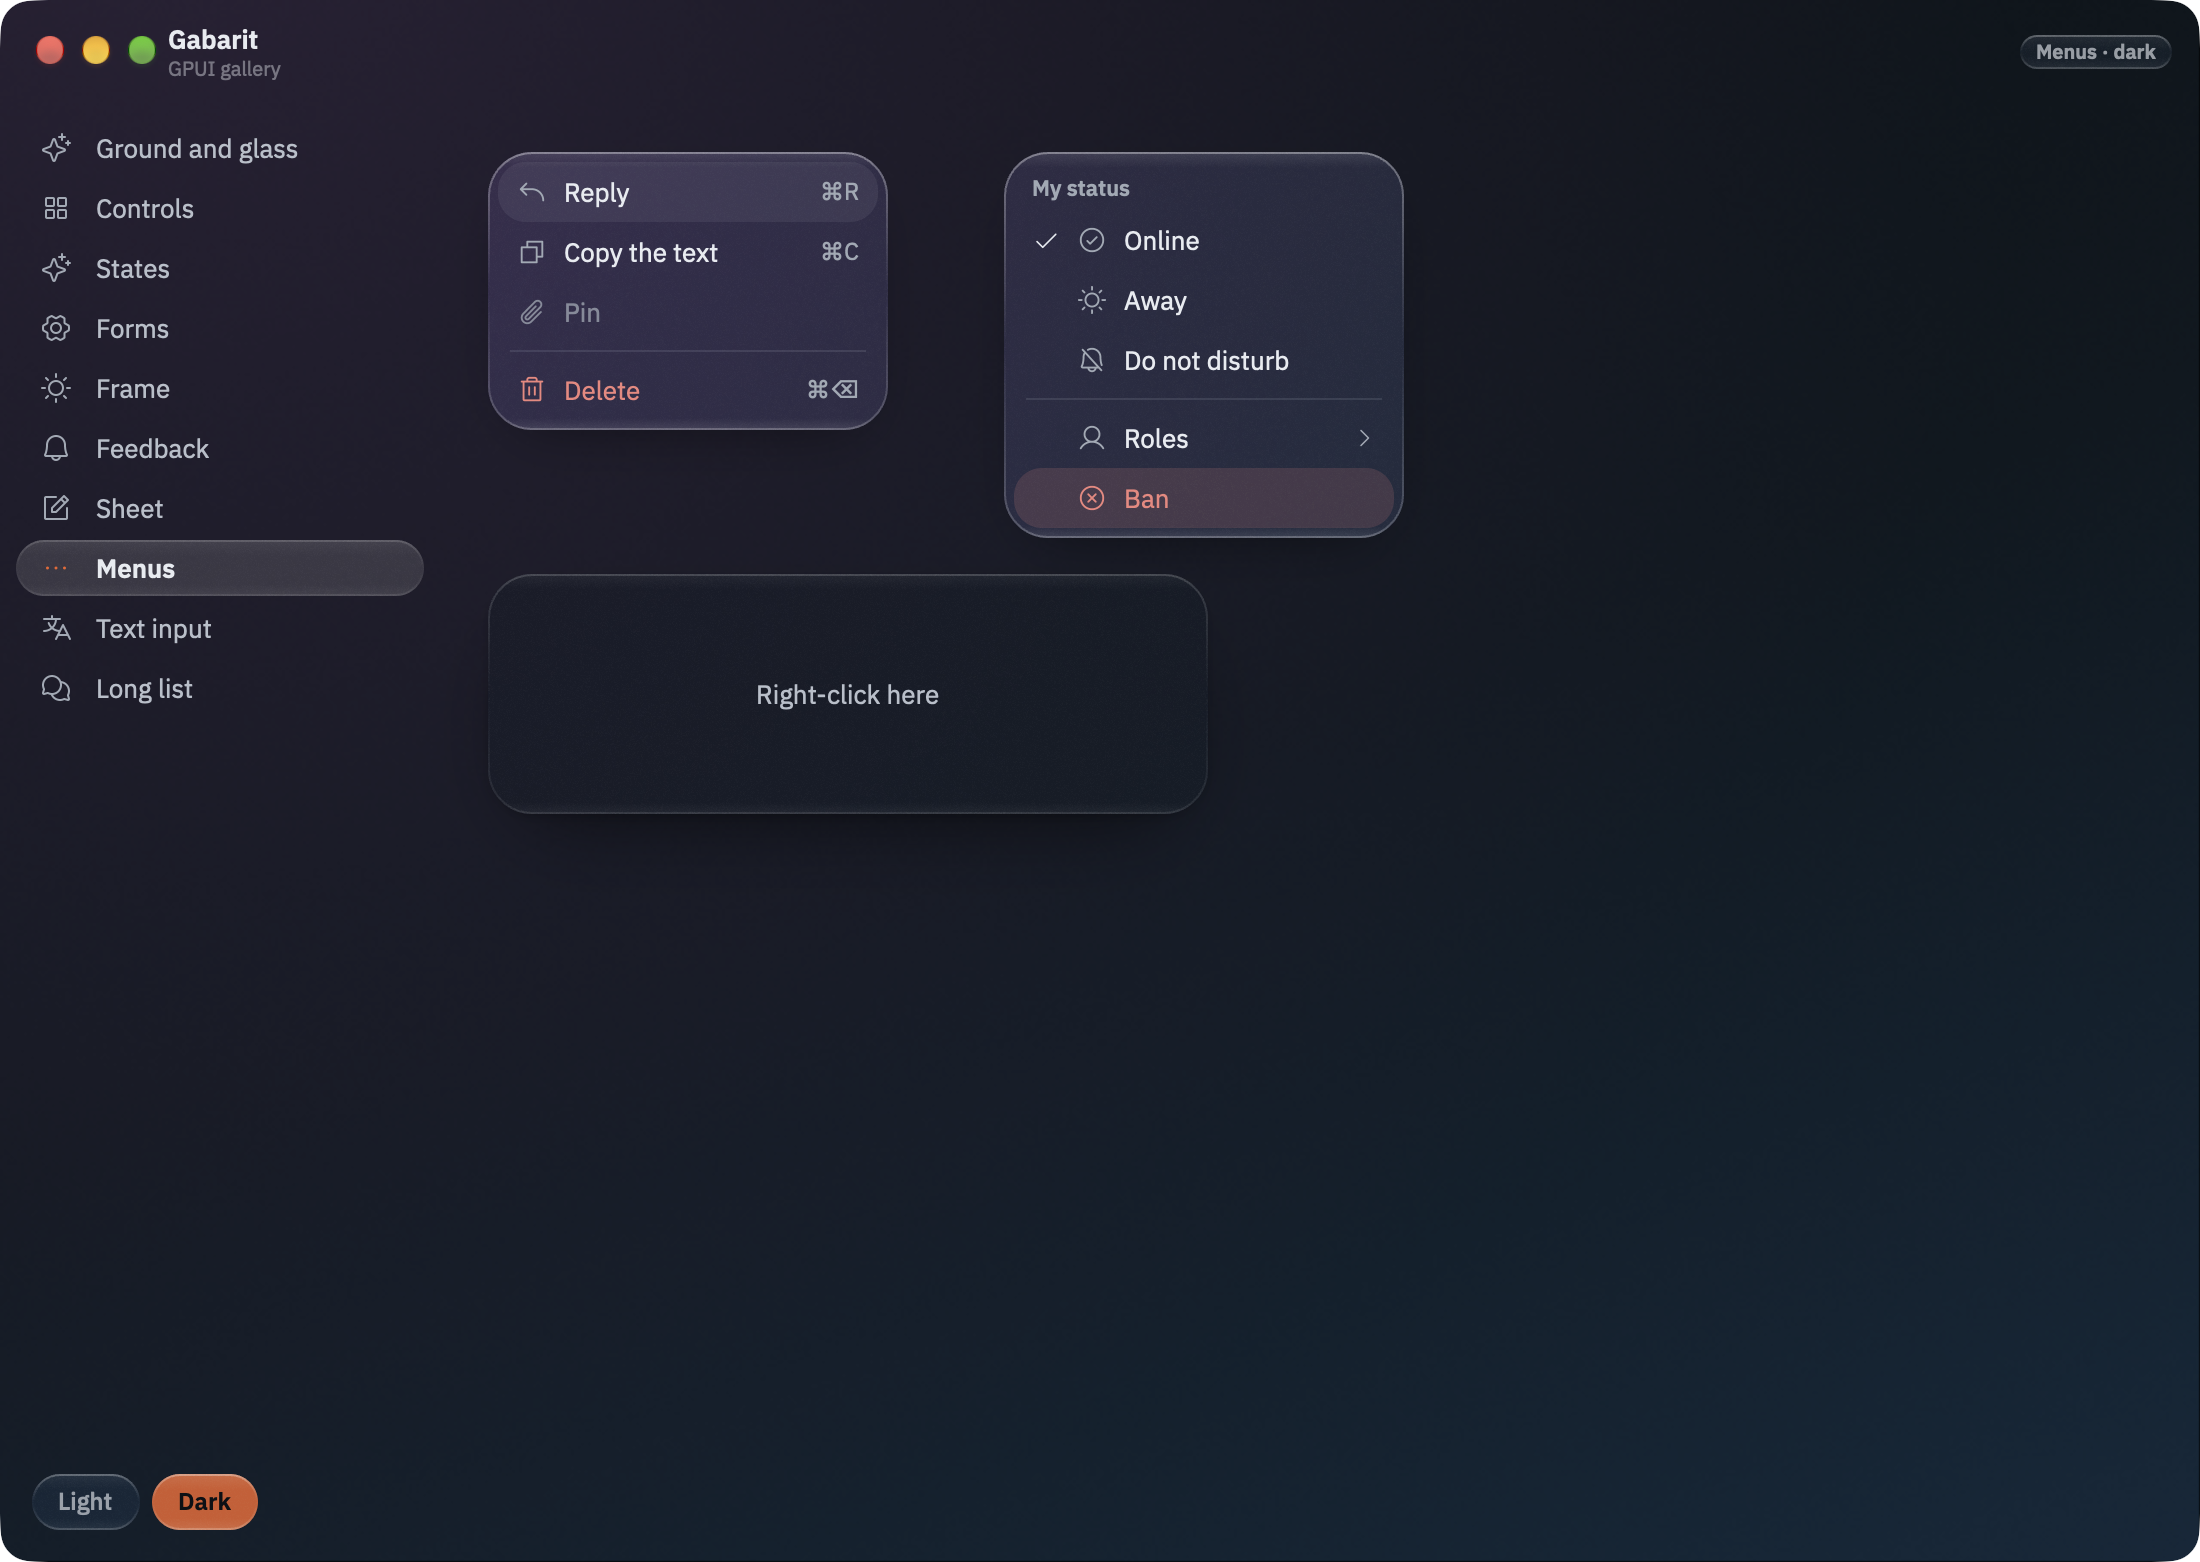 Gabarit
GPUI gallery
Menus · dark
Ground and glass
Controls
States
Forms
Frame
Feedback
Sheet
Menus
Text input
Long list
Reply ⌘R
Copy the text ⌘C
Pin
Delete ⌘⌫
My status
Online
Away
Do not disturb
Roles
Ban
Right-click here
Light
Dark